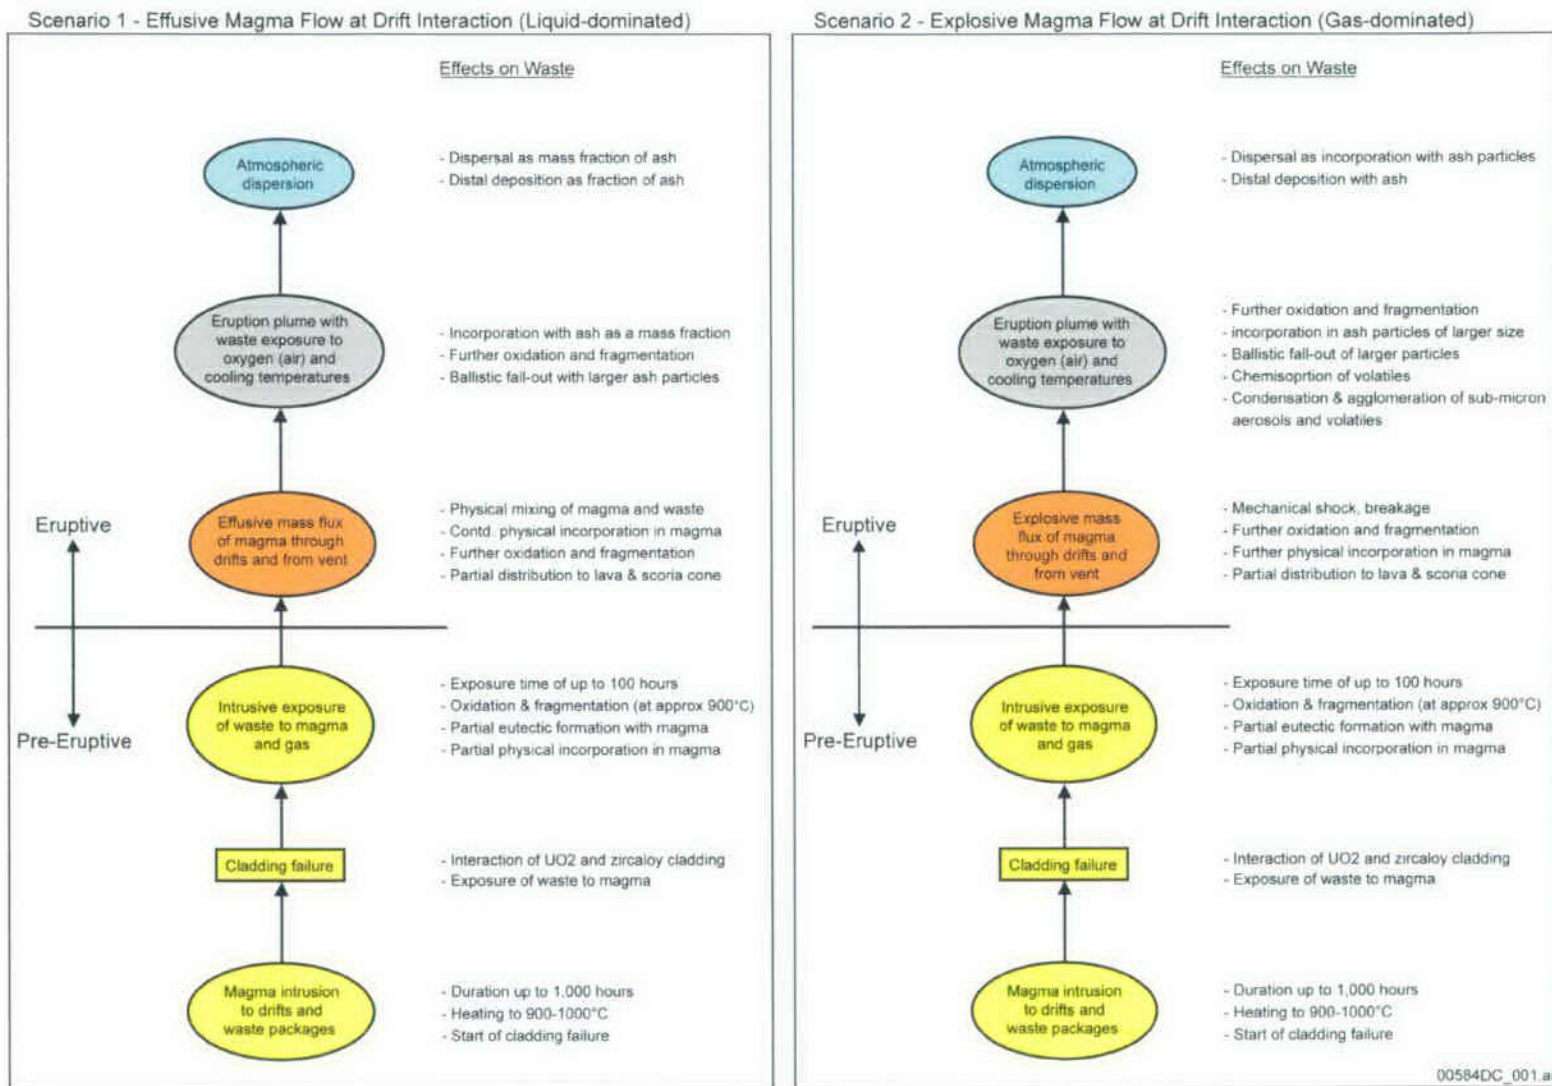 Scenario 1 - Effusive Magma Flow at Drift Interaction (Liquid-dominated)
Effects on Waste
Atmospheric
dispersion
- Dispersal as mass fraction of ash
- Distal deposition as fraction of ash
Eruption plume with
waste exposure to
oxygen (air) and
cooling temperatures
- Incorporation with ash as a mass fraction
- Further oxidation and fragmentation
- Ballistic fall-out with larger ash particles
Eruptive
Effusive mass flux
of magma through
drifts and from vent
- Physical mixing of magma and waste
- Contd. physical incorporation in magma
- Further oxidation and fragmentation
- Partial distribution to lava & scoria cone
Pre-Eruptive
Intrusive exposure
of waste to magma
and gas
- Exposure time of up to 100 hours
- Oxidation & fragmentation (at approx 900°C)
- Partial eutectic formation with magma
- Partial physical incorporation in magma
Cladding failure
- Interaction of UO2 and zircaloy cladding
- Exposure of waste to magma
Magma intrusion
to drifts and
waste packages
- Duration up to 1,000 hours
- Heating to 900-1000°C
- Start of cladding failure
Scenario 2 - Explosive Magma Flow at Drift Interaction (Gas-dominated)
Effects on Waste
Atmospheric
dispersion
- Dispersal as incorporation with ash particles
- Distal deposition with ash
Eruption plume with
waste exposure to
oxygen (air) and
cooling temperatures
- Further oxidation and fragmentation
- incorporation in ash particles of larger size
- Ballistic fall-out of larger particles
- Chemisoprtion of volatiles
- Condensation & agglomeration of sub-micron
aerosols and volatiles
Eruptive
Explosive mass
flux of magma
through drifts and
from vent
- Mechanical shock, breakage
- Further oxidation and fragmentation
- Further physical incorporation in magma
- Partial distribution to lava & scoria cone
Pre-Eruptive
Intrusive exposure
of waste to magma
and gas
- Exposure time of up to 100 hours
- Oxidation & fragmentation (at approx 900°C)
- Partial eutectic formation with magma
- Partial physical incorporation in magma
Cladding failure
- Interaction of UO2 and zircaloy cladding
- Exposure of waste to magma
Magma intrusion
to drifts and
waste packages
- Duration up to 1,000 hours
- Heating to 900-1000°C
- Start of cladding failure
00584DC_001.a